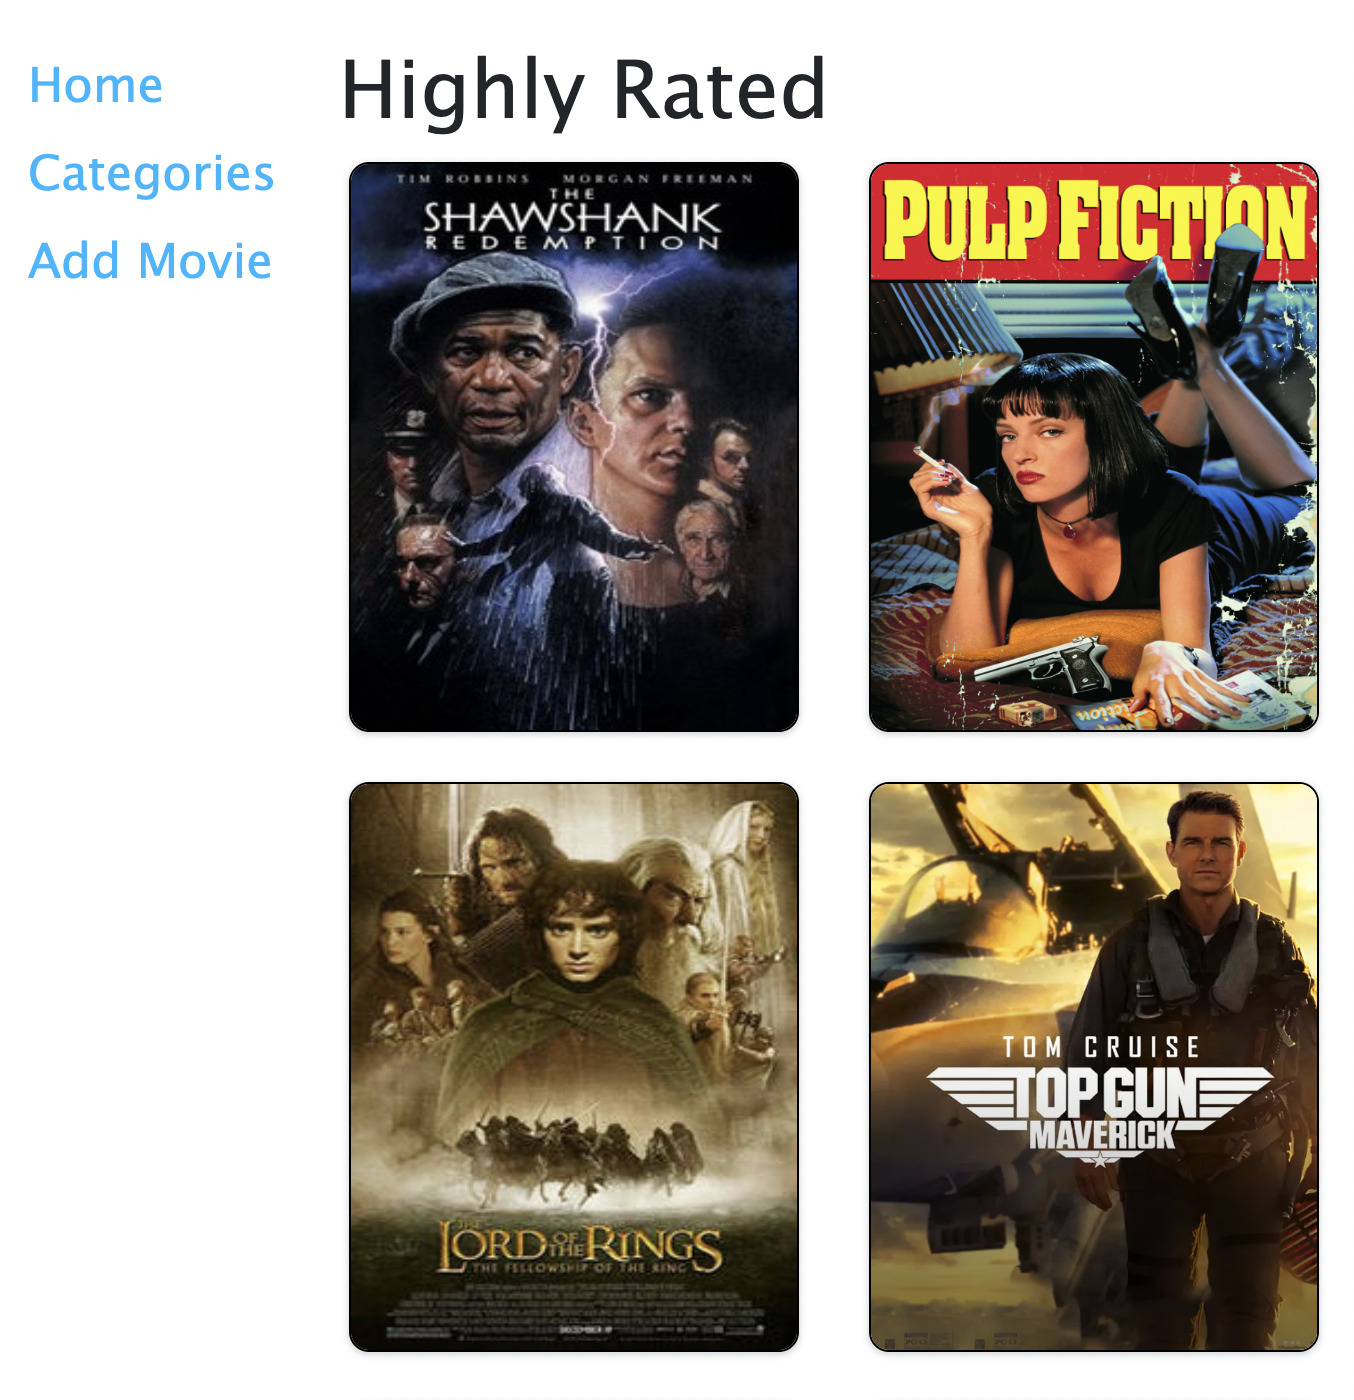 Home
Categories
Add Movie
Highly Rated
TIM ROBBINS MORGAN FREEMAN
THE
SHAWSHANK
REDEMPTION
PULP FICTION
THE
LORD OF THE RINGS
THE FELLOWSHIP OF THE RING
TOM CRUISE
TOP GUN
MAVERICK